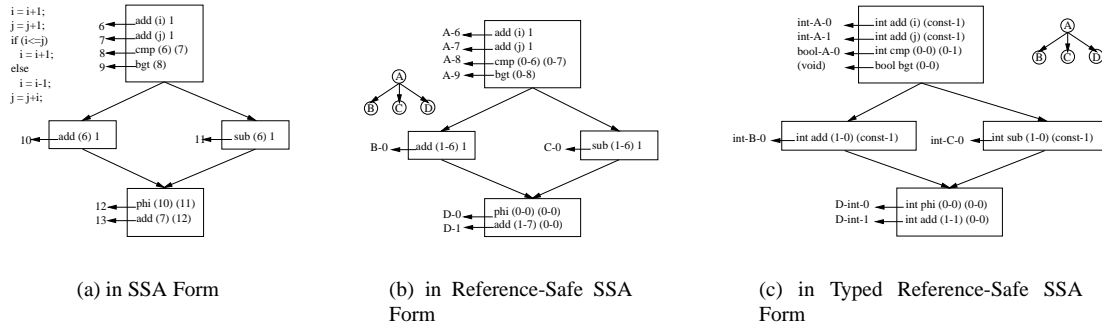 i = i+1;
j = j+1;
if (i<=j)
i = i+1;
else
i = i-1;
j = j+i;
6 add (i) 1
7 add (j) 1
8 cmp (6) (7)
9 bgt (8)
10 add (6) 1
11 sub (6) 1
12 phi (10) (11)
13 add (7) (12)
(a) in SSA Form
A-6 add (i) 1
A-7 add (j) 1
A-8 cmp (0-6) (0-7)
A-9 bgt (0-8)
A
B C D
B-0 add (1-6) 1
C-0 sub (1-6) 1
D-0 phi (0-0) (0-0)
D-1 add (1-7) (0-0)
(b) in Reference-Safe SSA
Form
int-A-0 int add (i) (const-1)
int-A-1 int add (j) (const-1)
bool-A-0 int cmp (0-0) (0-1)
(void) bool bgt (0-0)
A
B C D
int-B-0 int add (1-0) (const-1)
int-C-0 int sub (1-0) (const-1)
D-int-0 int phi (0-0) (0-0)
D-int-1 int add (1-1) (0-0)
(c) in Typed Reference-Safe SSA
Form